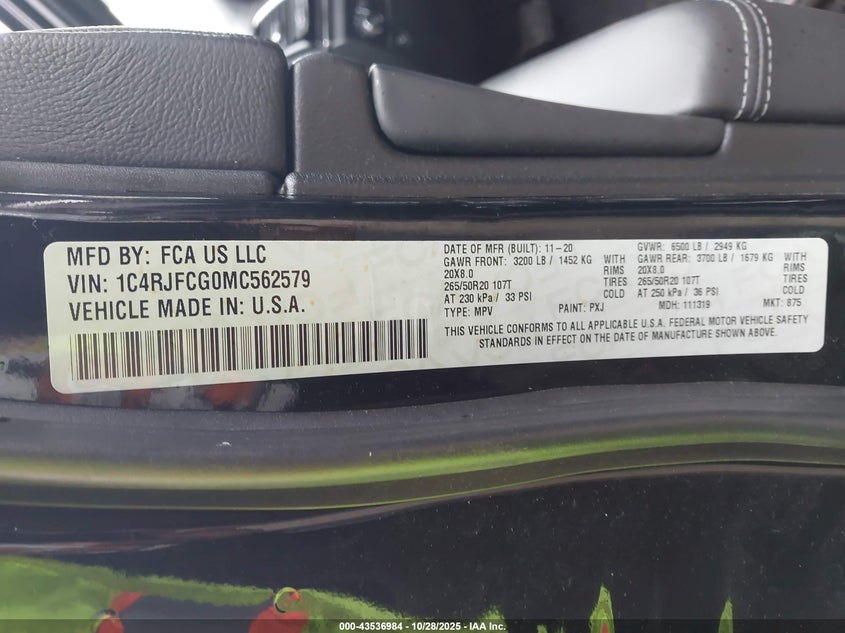 MFD BY: FCA US LLC
VIN: 1C4RJFCG0MC562579
VEHICLE MADE IN: U.S.A.
DATE OF MFR (BUILT): 11-20 GVWR: 6500 LB / 2949 KG
GAWR FRONT: 3200 LB / 1452 KG WITH GAWR REAR: 3700 LB / 1679 KG WITH
20X8.0 RIMS 20X8.0 RIMS
265/50R20 107T TIRES 265/50R20 107T TIRES
AT 230 kPa / 33 PSI COLD AT 250 kPa / 36 PSI COLD
TYPE: MPV PAINT: PXJ MDH: 111319 MKT: 875
THIS VEHICLE CONFORMS TO ALL APPLICABLE U.S.A. FEDERAL MOTOR VEHICLE SAFETY
STANDARDS IN EFFECT ON THE DATE OF MANUFACTURE SHOWN ABOVE.
000-43536984 - 10/28/2025 - IAA Inc.